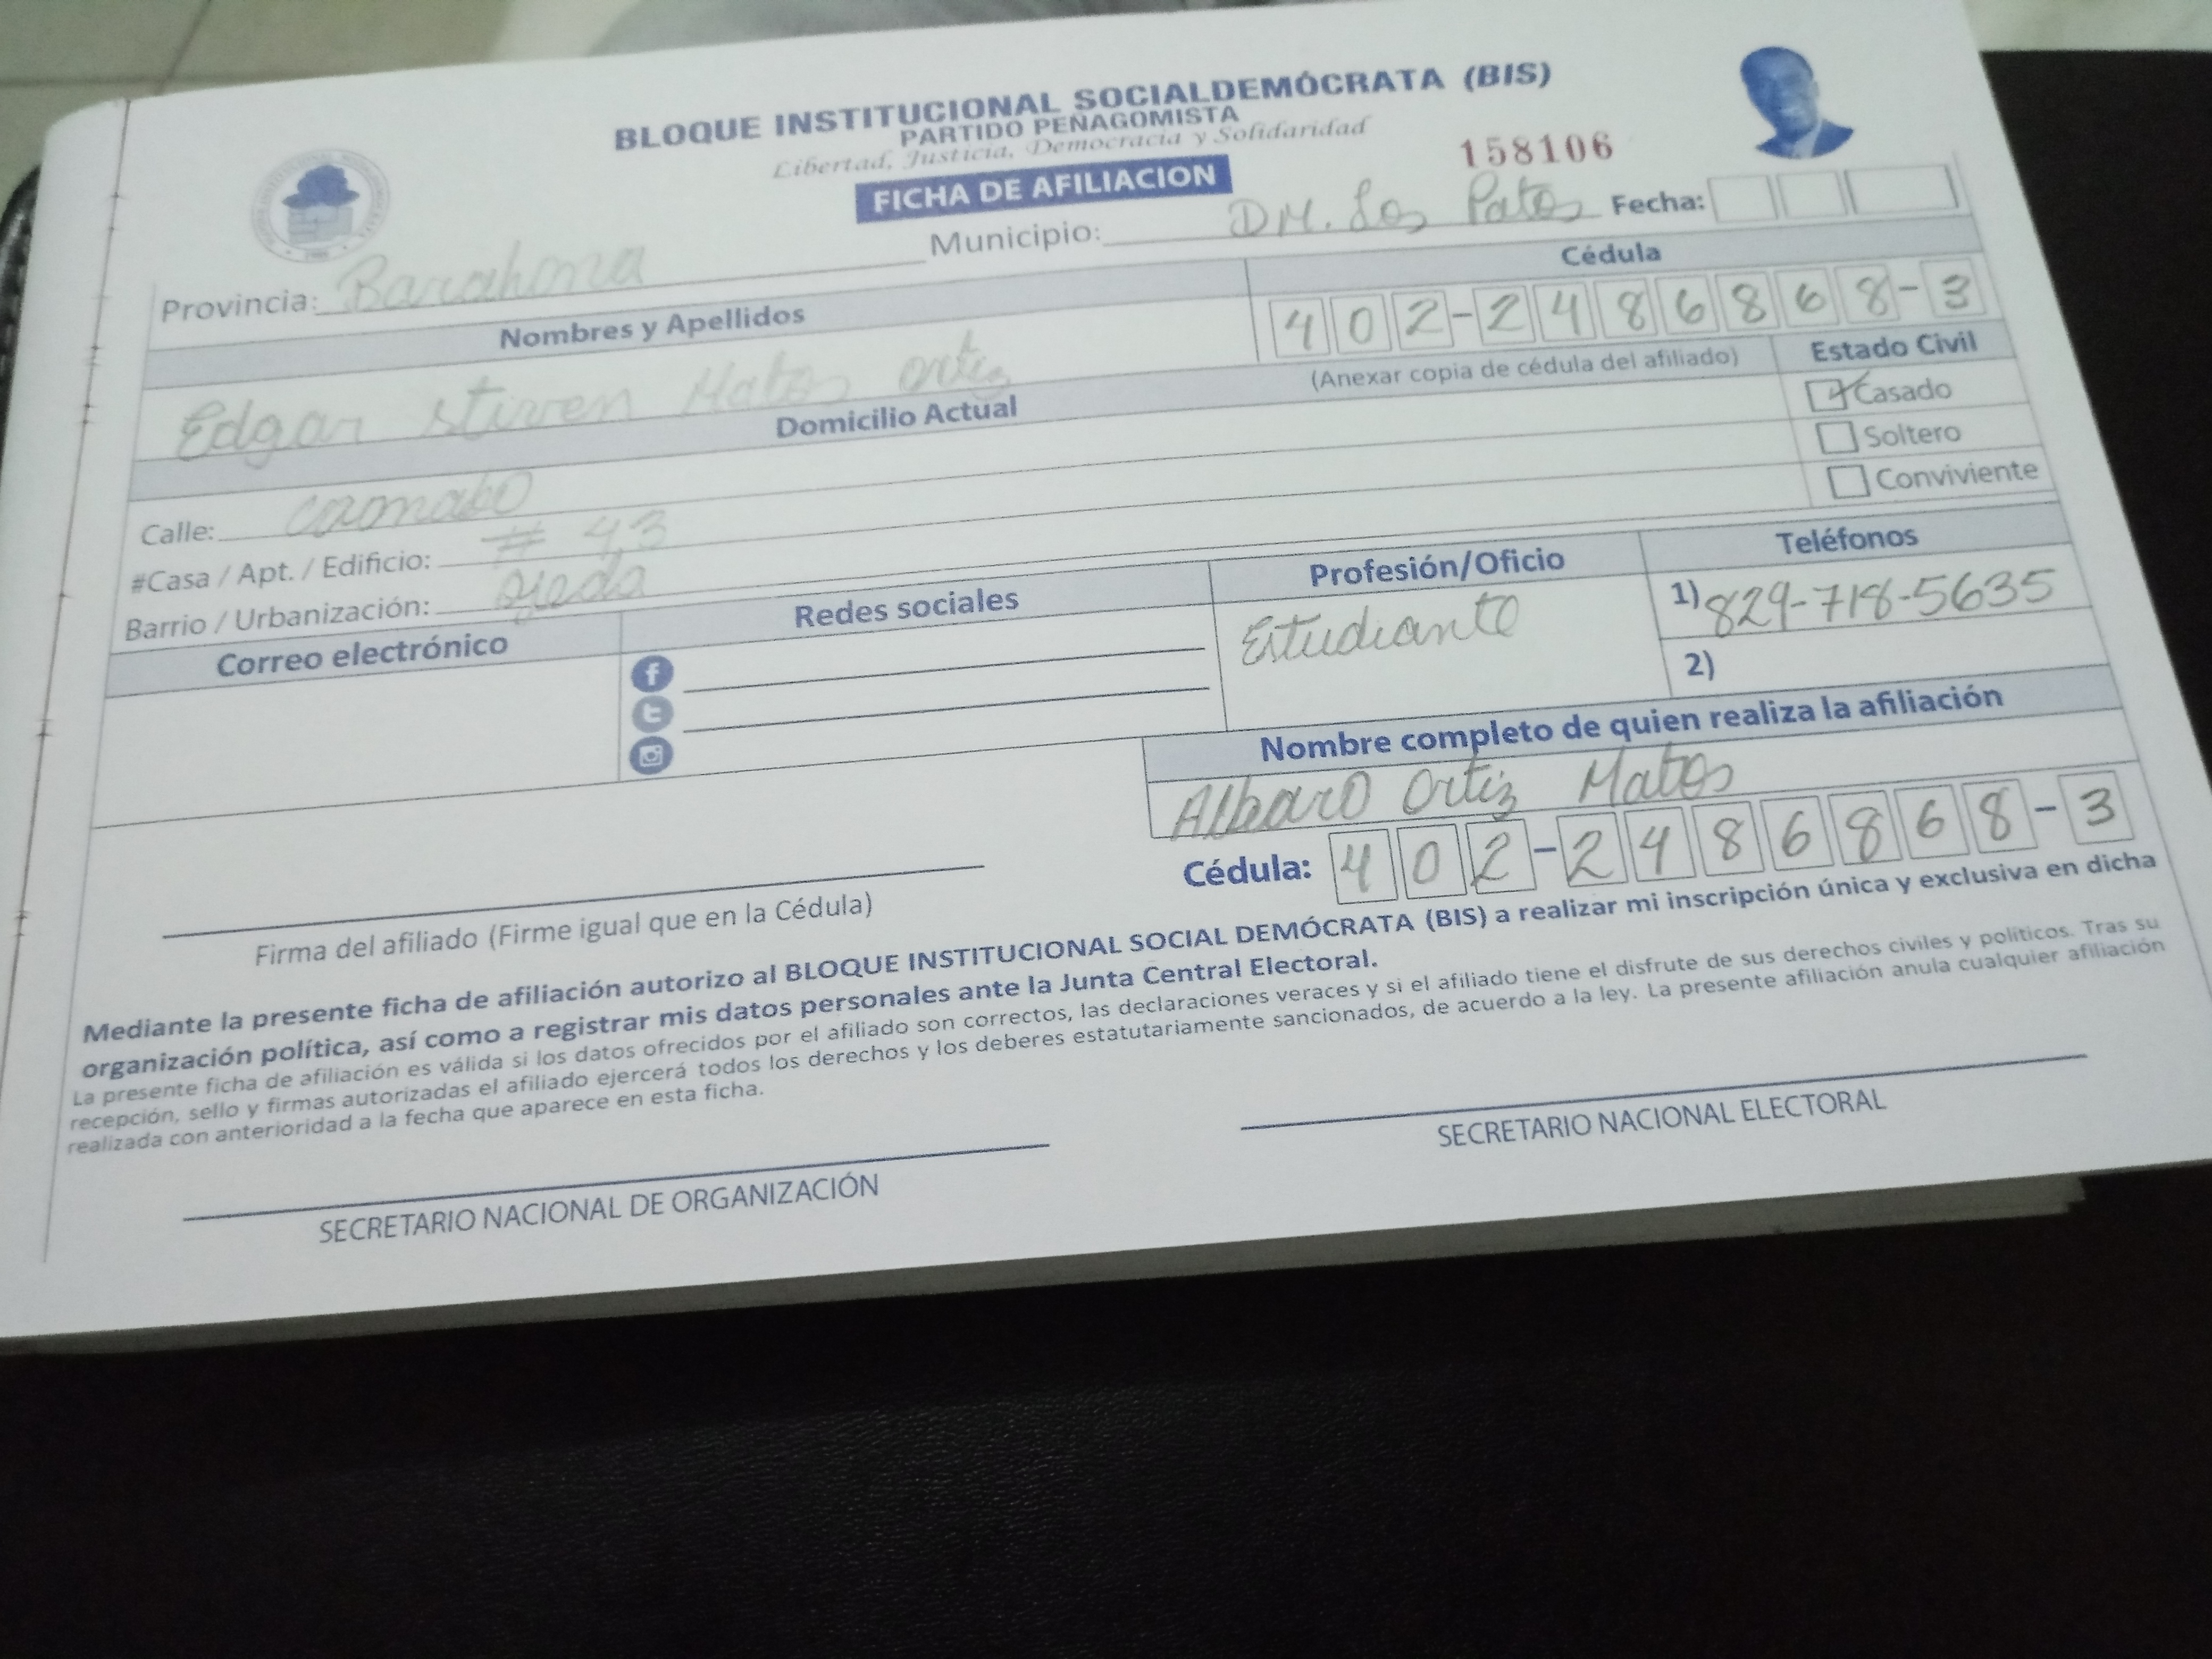 BLOQUE INSTITUCIONAL SOCIALDEMÓCRATA (BIS)
PARTIDO PEÑAGOMISTA
Libertad, Justicia, Democracia y Solidaridad
158106
FICHA DE AFILIACION
Provincia: Barahona Municipio: DM. Los Patos Fecha:
Nombres y Apellidos Cédula
Edgar Stiven Matos Ortiz 402-2486868-3
(Anexar copia de cédula del afiliado) Estado Civil
Domicilio Actual
Casado
Soltero
Conviviente
Calle:
#Casa / Apt. / Edificio: # 43
Barrio / Urbanización: Ojeda
Correo electrónico Redes sociales Profesión/Oficio Teléfonos
Estudiante 1) 829-718-5635
2)
Nombre completo de quien realiza la afiliación
Albaro Ortiz Matos
Cédula: 402-2486868-3
Firma del afiliado (Firme igual que en la Cédula)
Mediante la presente ficha de afiliación autorizo al BLOQUE INSTITUCIONAL SOCIAL DEMÓCRATA (BIS) a realizar mi inscripción única y exclusiva en dicha
organización política, así como a registrar mis datos personales ante la Junta Central Electoral.
La presente ficha de afiliación es válida si los datos ofrecidos por el afiliado son correctos, las declaraciones veraces y si el afiliado tiene el disfrute de sus derechos civiles y políticos. Tras su
recepción, sello y firmas autorizadas el afiliado ejercerá todos los derechos y los deberes estatutariamente sancionados, de acuerdo a la ley. La presente afiliación anula cualquier afiliación
realizada con anterioridad a la fecha que aparece en esta ficha.
SECRETARIO NACIONAL DE ORGANIZACIÓN
SECRETARIO NACIONAL ELECTORAL